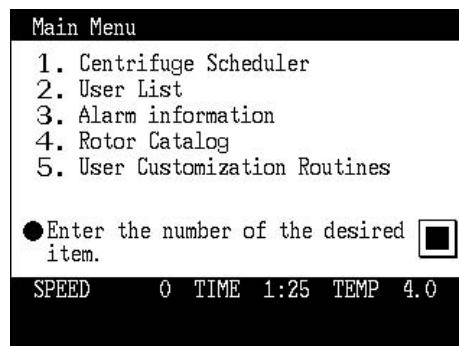 Main Menu
1. Centrifuge Scheduler
2. User List
3. Alarm information
4. Rotor Catalog
5. User Customization Routines
●Enter the number of the desired
item.
SPEED 0 TIME 1:25 TEMP 4.0